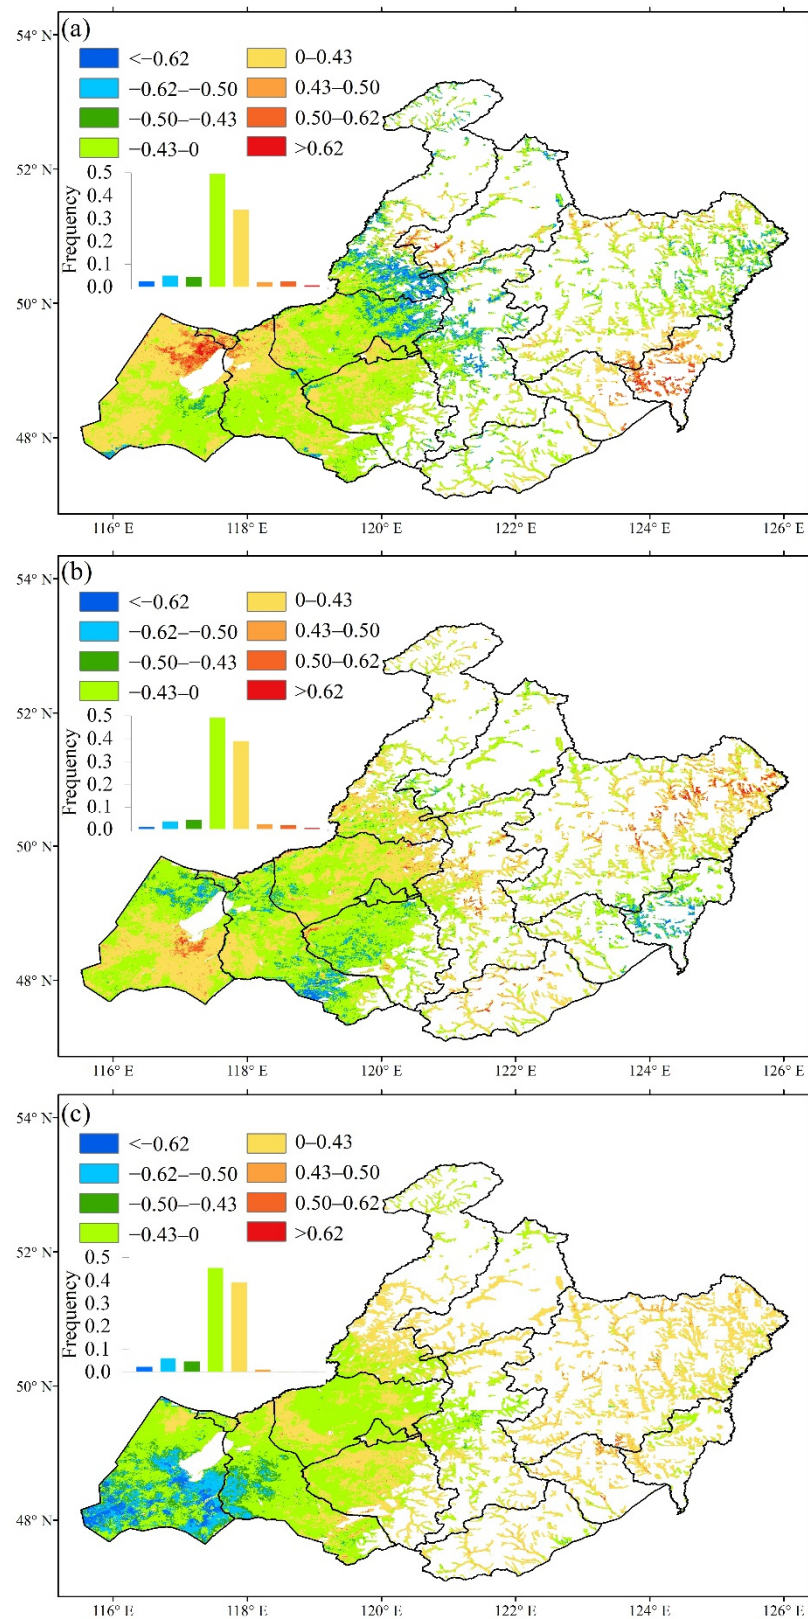 (a)
54° N
52° N
50° N
48° N
<−0.62
0–0.43
−0.62–−0.50
0.43–0.50
−0.50–−0.43
0.50–0.62
−0.43–0
>0.62
Frequency
0.5
0.4
0.3
0.2
0.1
0.0
116° E
118° E
120° E
122° E
124° E
126° E
(b)
54° N
52° N
50° N
48° N
<−0.62
0–0.43
−0.62–−0.50
0.43–0.50
−0.50–−0.43
0.50–0.62
−0.43–0
>0.62
Frequency
0.5
0.4
0.3
0.2
0.1
0.0
116° E
118° E
120° E
122° E
124° E
126° E
(c)
54° N
52° N
50° N
48° N
<−0.62
0–0.43
−0.62–−0.50
0.43–0.50
−0.50–−0.43
0.50–0.62
−0.43–0
>0.62
Frequency
0.5
0.4
0.3
0.2
0.1
0.0
116° E
118° E
120° E
122° E
124° E
126° E